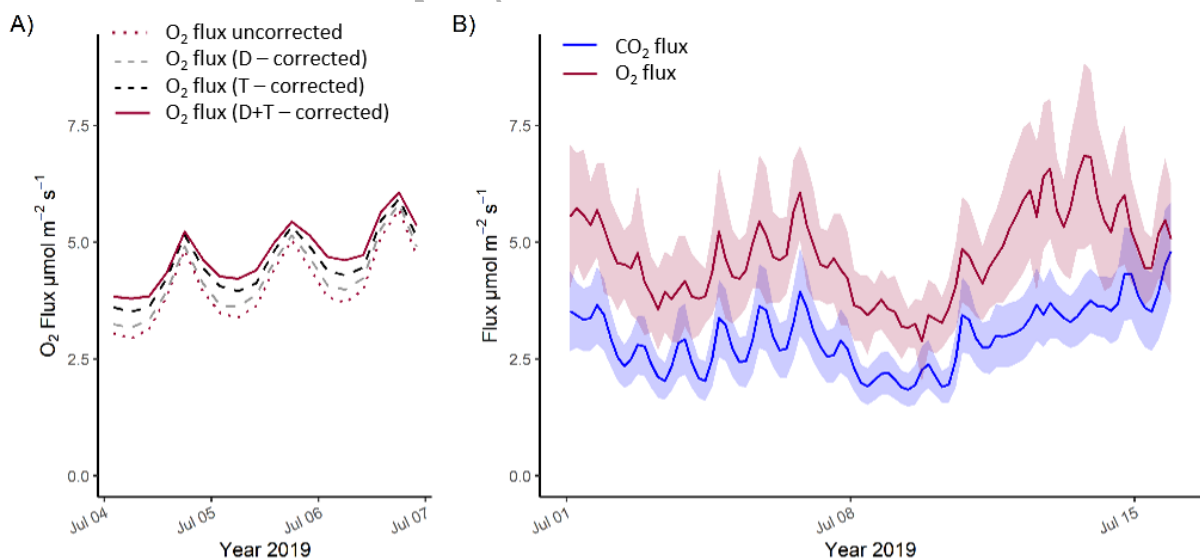 A)
O₂ flux uncorrected
O₂ flux (D – corrected)
O₂ flux (T – corrected)
O₂ flux (D+T – corrected)
O₂ Flux µmol m⁻² s⁻¹
7.5
5.0
2.5
0.0
Jul 04
Jul 05
Jul 06
Jul 07
Year 2019
B)
CO₂ flux
O₂ flux
Flux µmol m⁻² s⁻¹
7.5
5.0
2.5
0.0
Jul 01
Jul 08
Jul 15
Year 2019